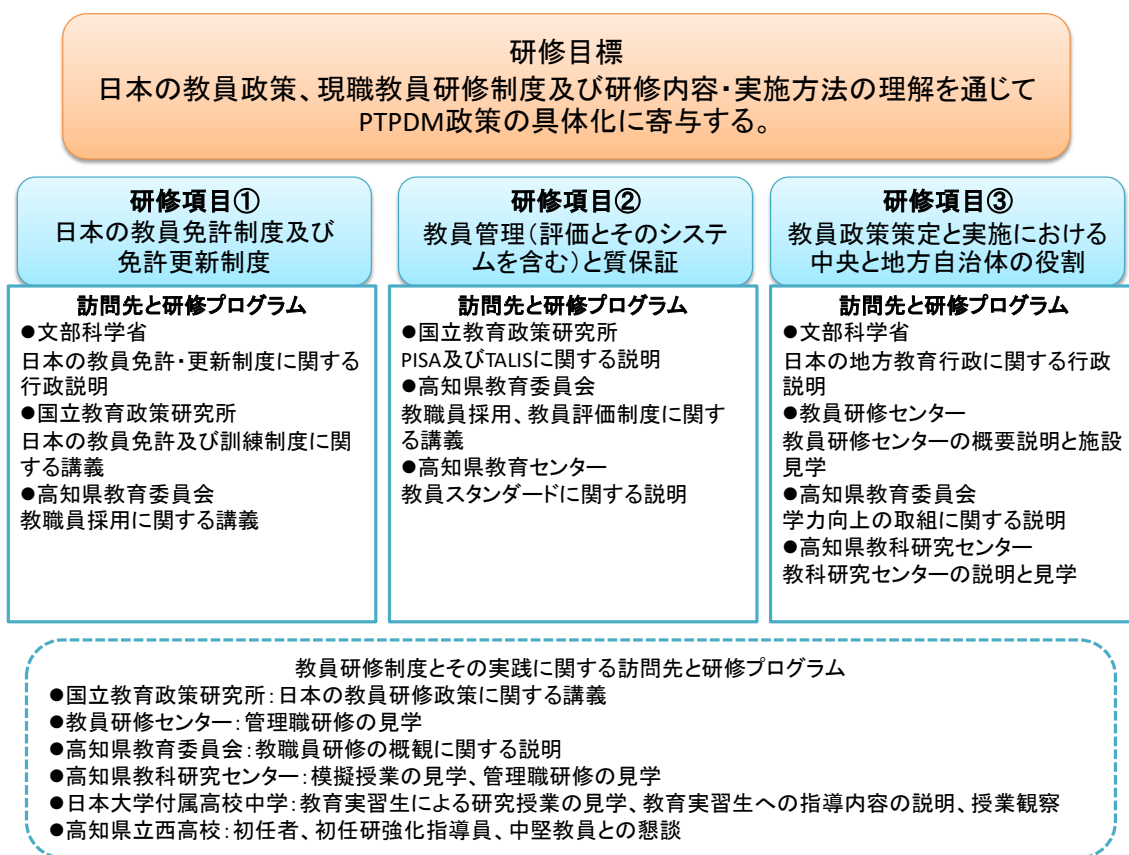 研修目標
日本の教員政策、現職教員研修制度及び研修内容・実施方法の理解を通じて
PTPDM政策の具体化に寄与する。
研修項目①
日本の教員免許制度及び
免許更新制度
訪問先と研修プログラム
●文部科学省
日本の教員免許・更新制度に関する
行政説明
●国立教育政策研究所
日本の教員免許及び訓練制度に関
する講義
●高知県教育委員会
教職員採用に関する講義
研修項目②
教員管理(評価とそのシステ
ムを含む)と質保証
訪問先と研修プログラム
●国立教育政策研究所
PISA及びTALISに関する説明
●高知県教育委員会
教職員採用、教員評価制度に関す
る講義
●高知県教育センター
教員スタンダードに関する説明
研修項目③
教員政策策定と実施における
中央と地方自治体の役割
訪問先と研修プログラム
●文部科学省
日本の地方教育行政に関する行政
説明
●教員研修センター
教員研修センターの概要説明と施設
見学
●高知県教育委員会
学力向上の取組に関する説明
●高知県教科研究センター
教科研究センターの説明と見学
教員研修制度とその実践に関する訪問先と研修プログラム
●国立教育政策研究所:日本の教員研修政策に関する講義
●教員研修センター:管理職研修の見学
●高知県教育委員会:教職員研修の概観に関する説明
●高知県教科研究センター:模擬授業の見学、管理職研修の見学
●日本大学付属高校中学:教育実習生による研究授業の見学、教育実習生への指導内容の説明、授業観察
●高知県立西高校:初任者、初任研強化指導員、中堅教員との懇談